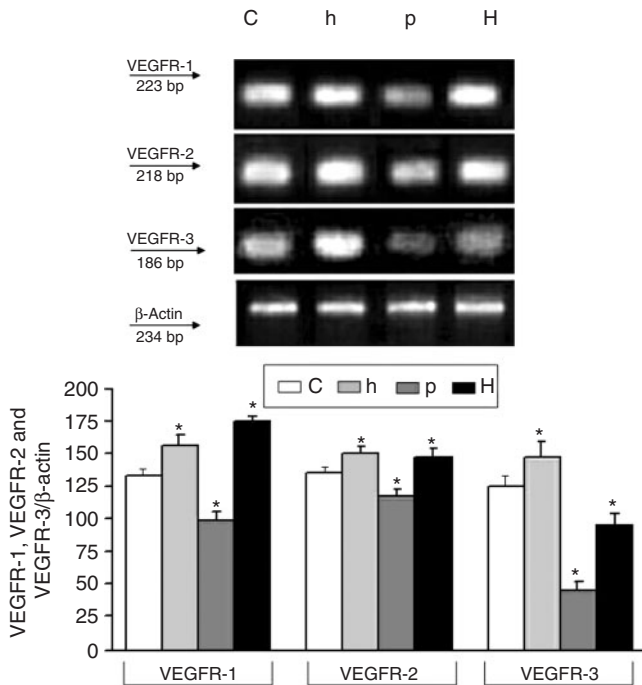 C h p H
VEGFR-1
223 bp
VEGFR-2
218 bp
VEGFR-3
186 bp
β-Actin
234 bp
C h p H
VEGFR-1, VEGFR-2 and
VEGFR-3/β-actin
200
175
150
125
100
75
50
25
0
* * *
* * *
* * *
VEGFR-1 VEGFR-2 VEGFR-3